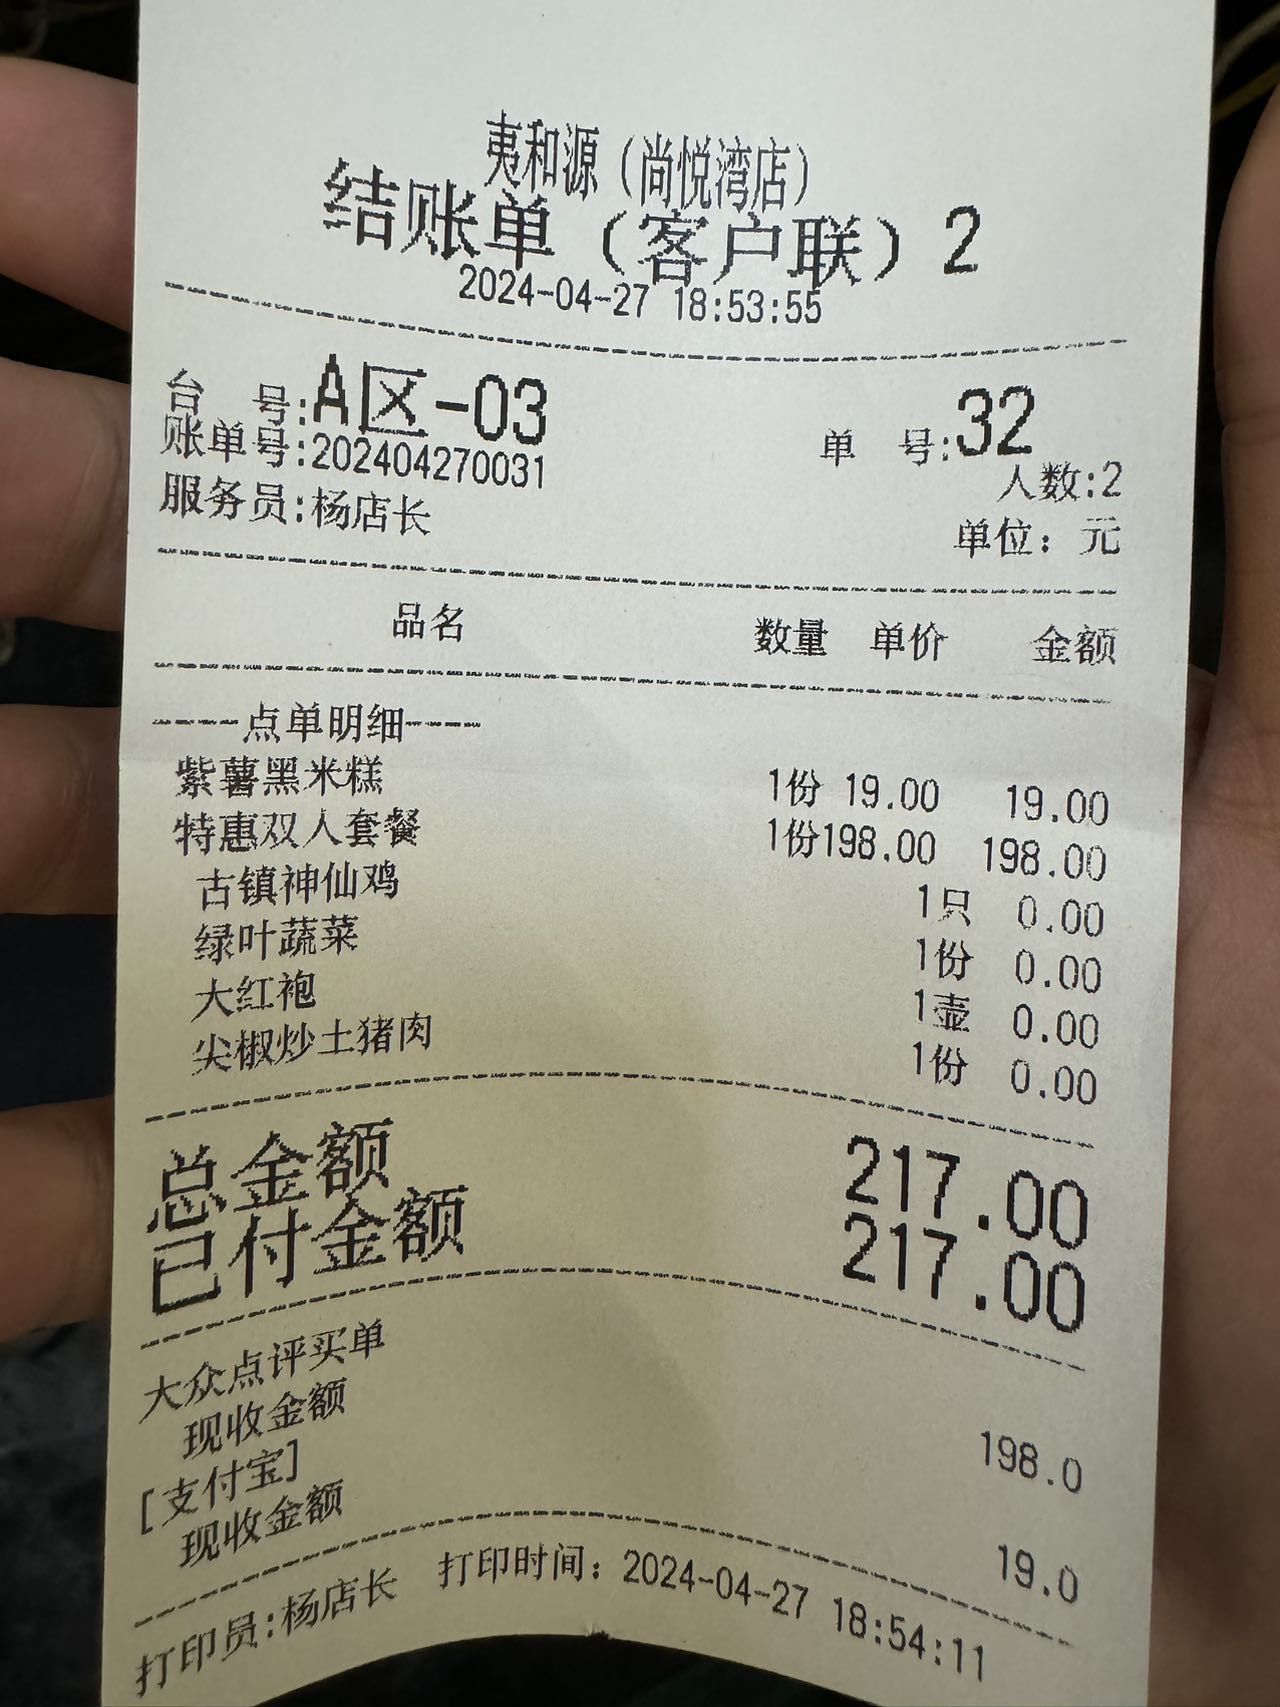 夷和源（尚悦湾店）
结账单（客户联）2
2024-04-27 18:53:55
台 号:A区-03 单 号:32
账单号:202404270031 人数:2
服务员:杨店长 单位：元
品名 数量 单价 金额
点单明细
紫薯黑米糕 1份 19.00 19.00
特惠双人套餐 1份198.00 198.00
古镇神仙鸡 1只 0.00
绿叶蔬菜 1份 0.00
大红袍 1壶 0.00
尖椒炒土猪肉 1份 0.00
总金额 217.00
已付金额 217.00
大众点评买单
现收金额 198.0
[支付宝]
现收金额 19.0
打印员:杨店长 打印时间：2024-04-27 18:54:11